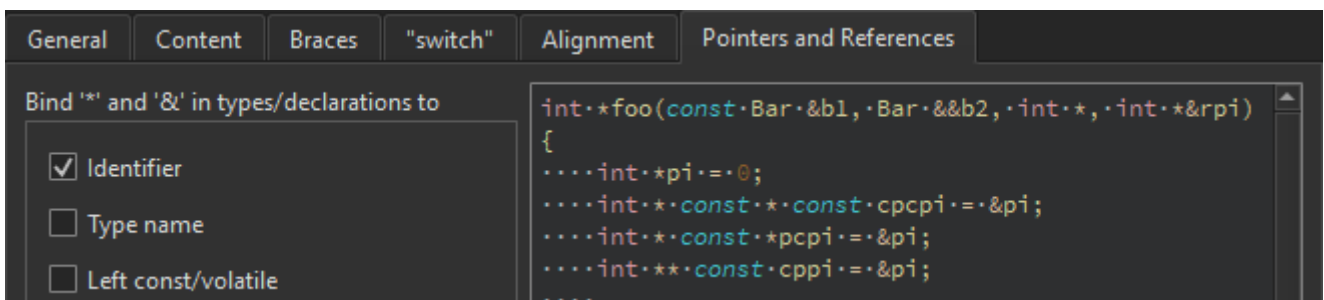 General Content Braces "switch" Alignment Pointers and References
Bind '*' and '&' in types/declarations to
Identifier
Type name
Left const/volatile
int·*foo(const·Bar·&b1,·Bar·&&b2,·int·*,·int·*&rpi)
{
····int·*pi·=·0;
····int·*·const·*·const·cpcpi·=·&pi;
····int·*·const·*pcpi·=·&pi;
····int·**·const·cppi·=·&pi;